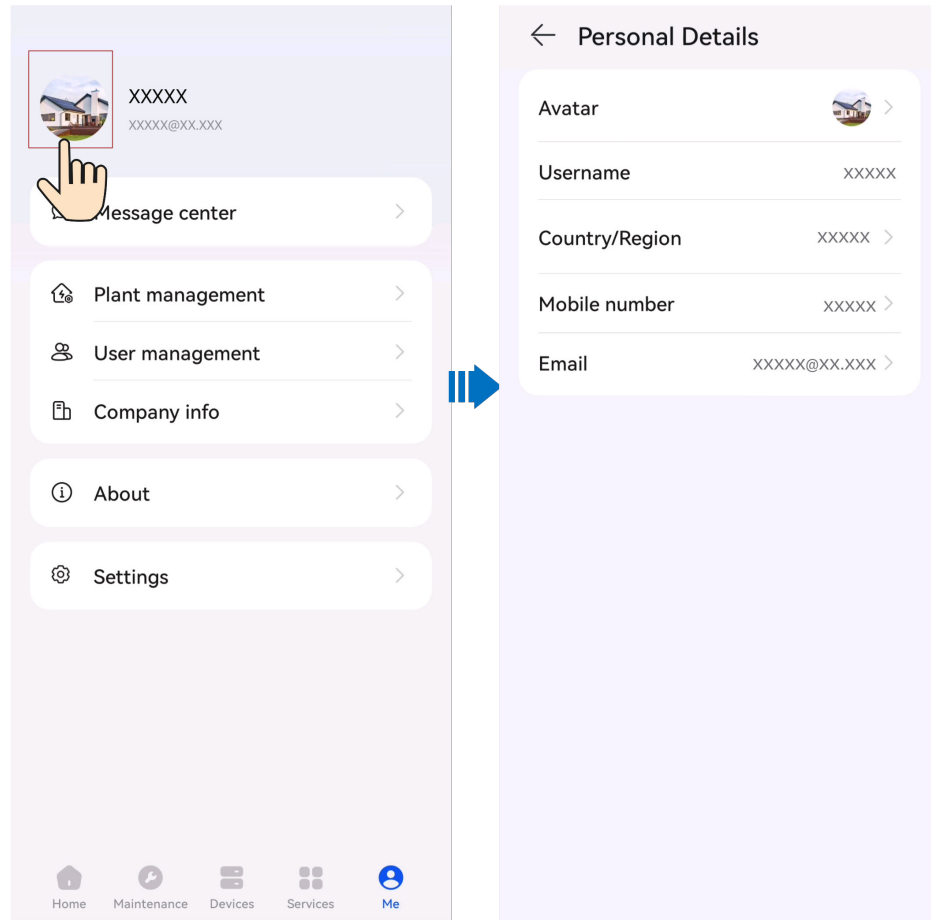 XXXXX
XXXXX@XX.XXX
Message center
Plant management
User management
Company info
About
Settings
Home Maintenance Devices Services Me
Personal Details
Avatar
Username XXXXX
Country/Region XXXXX
Mobile number XXXXX
Email XXXXX@XX.XXX